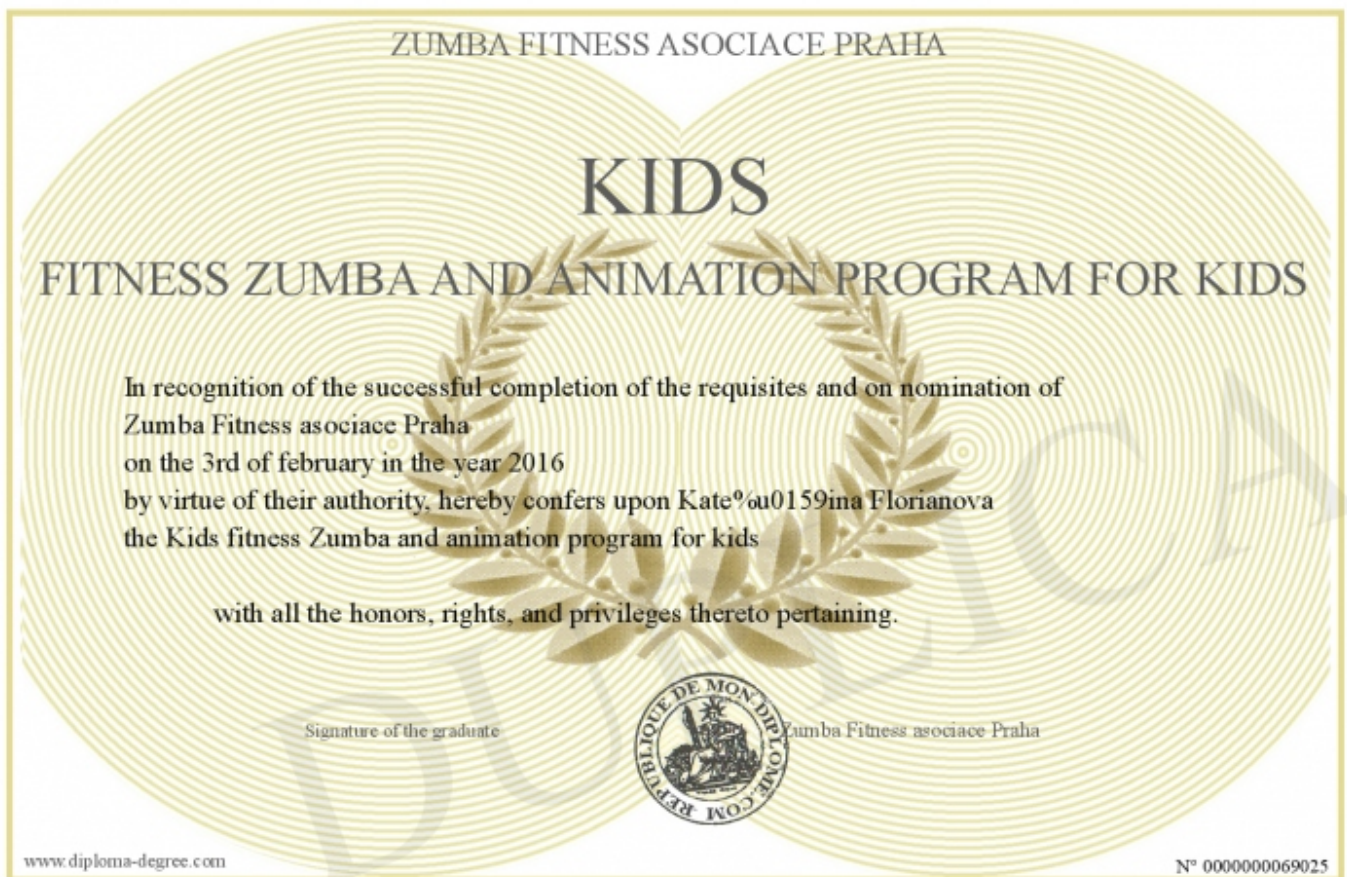 ZUMBA FITNESS ASOCIACE PRAHA
KIDS
FITNESS ZUMBA AND ANIMATION PROGRAM FOR KIDS
In recognition of the successful completion of the requisites and on nomination of
Zumba Fitness asociace Praha
on the 3rd of february in the year 2016
by virtue of their authority, hereby confers upon Kate%u0159ina Florianova
the Kids fitness Zumba and animation program for kids
with all the honors, rights, and privileges thereto pertaining.
Signature of the graduate
Zumba Fitness asociace Praha
REPUBLIQUE DE MON-DIPLOME.COM
DUPLICA
www.diploma-degree.com
N° 0000000069025